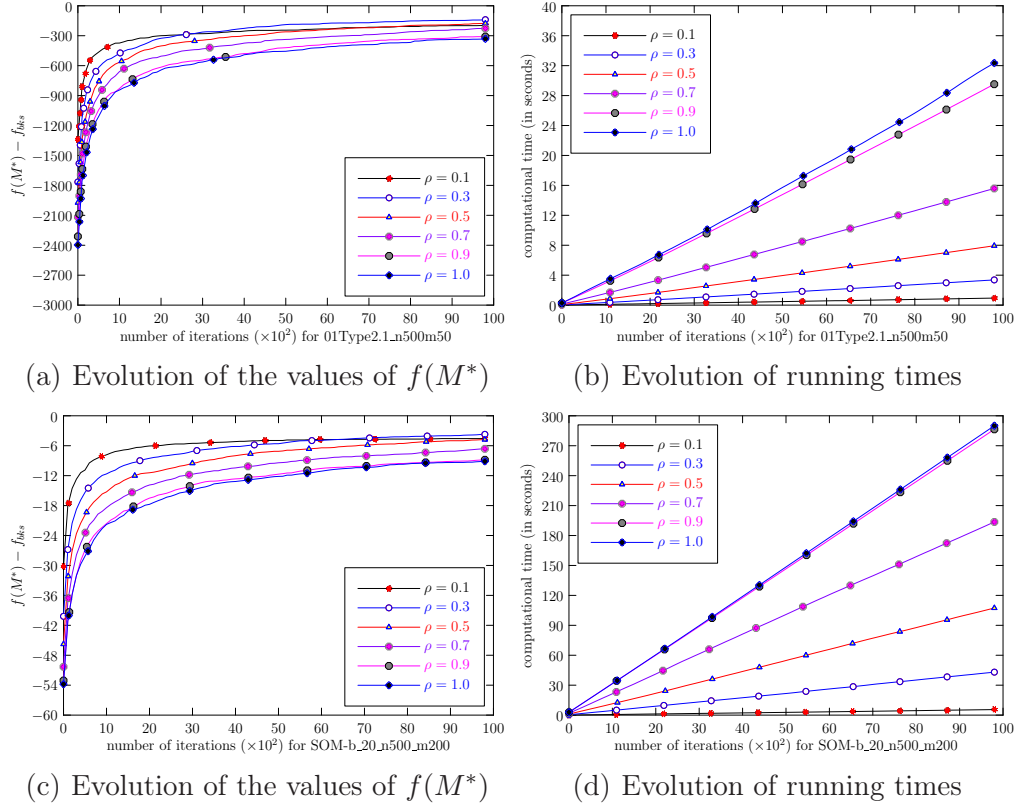 0
−300
−600
−900
−1200
−1500
−1800
−2100
−2400
−2700
−3000
f(M*) − f_bks
ρ = 0.1
ρ = 0.3
ρ = 0.5
ρ = 0.7
ρ = 0.9
ρ = 1.0
0 10 20 30 40 50 60 70 80 90 100
number of iterations (×10²) for 01Type2.1_n500m50
(a) Evolution of the values of f(M*)
40
36
32
28
24
20
16
12
8
4
0
computational time (in seconds)
ρ = 0.1
ρ = 0.3
ρ = 0.5
ρ = 0.7
ρ = 0.9
ρ = 1.0
0 10 20 30 40 50 60 70 80 90 100
number of iterations (×10²) for 01Type2.1_n500m50
(b) Evolution of running times
0
−6
−12
−18
−24
−30
−36
−42
−48
−54
−60
f(M*) − f_bks
ρ = 0.1
ρ = 0.3
ρ = 0.5
ρ = 0.7
ρ = 0.9
ρ = 1.0
0 10 20 30 40 50 60 70 80 90 100
number of iterations (×10²) for SOM-b_20_n500_m200
(c) Evolution of the values of f(M*)
300
270
240
210
180
150
120
90
60
30
0
computational time (in seconds)
ρ = 0.1
ρ = 0.3
ρ = 0.5
ρ = 0.7
ρ = 0.9
ρ = 1.0
0 10 20 30 40 50 60 70 80 90 100
number of iterations (×10²) for SOM-b_20_n500_m200
(d) Evolution of running times